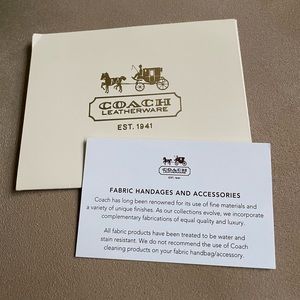 COACH
LEATHERWARE
EST. 1941
COACH
EST. 1941
FABRIC HANDAGES AND ACCESSORIES
Coach has long been renowned for its use of fine materials and
a variety of unique finishes. As our collections evolve, we incorporate
complementary fabrications of equal quality and luxury.
All fabric products have been treated to be water and
stain resistant. We do not recommend the use of Coach
cleaning products on your fabric handbag/accessory.